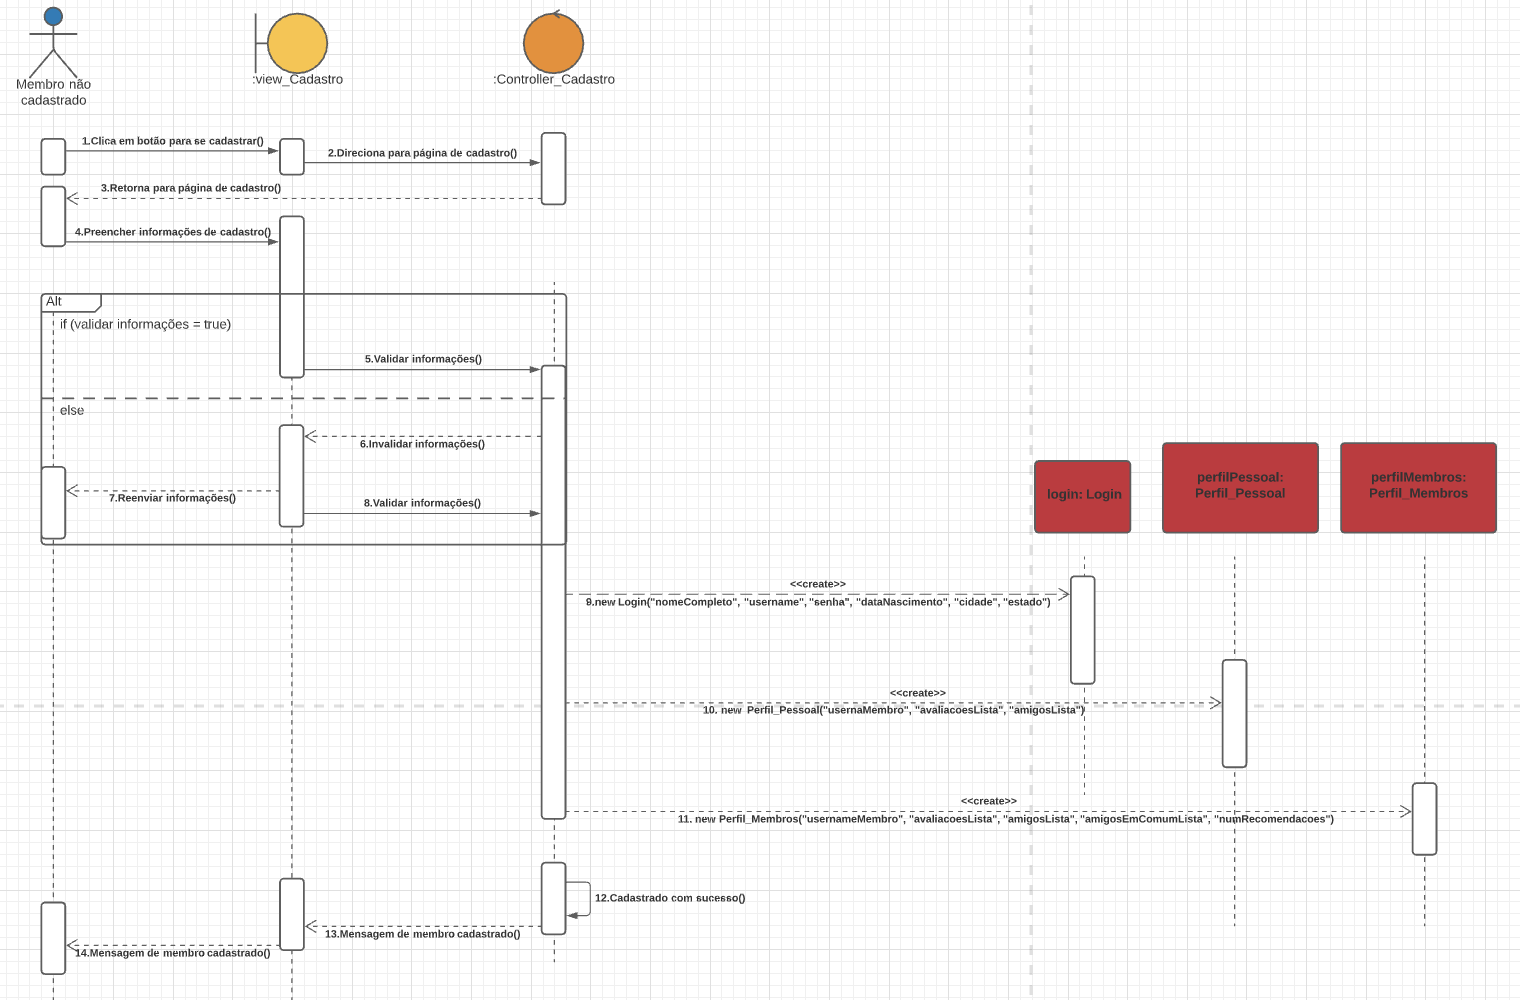 Membro não
cadastrado
:view_Cadastro
:Controller_Cadastro
1.Clica em botão para se cadastrar()
2.Direciona para página de cadastro()
3.Retorna para página de cadastro()
4.Preencher informações de cadastro()
Alt
if (validar informações = true)
5.Validar informações()
else
6.Invalidar informações()
7.Reenviar informações()
8.Validar informações()
login: Login
perfilPessoal:
Perfil_Pessoal
perfilMembros:
Perfil_Membros
<<create>>
9.new Login("nomeCompleto", "username", "senha", "dataNascimento", "cidade", "estado")
<<create>>
10. new Perfil_Pessoal("usernaMembro", "avaliacoesLista", "amigosLista")
<<create>>
11. new Perfil_Membros("usernameMembro", "avaliacoesLista", "amigosLista", "amigosEmComumLista", "numRecomendacoes")
12.Cadastrado com sucesso()
13.Mensagem de membro cadastrado()
14.Mensagem de membro cadastrado()